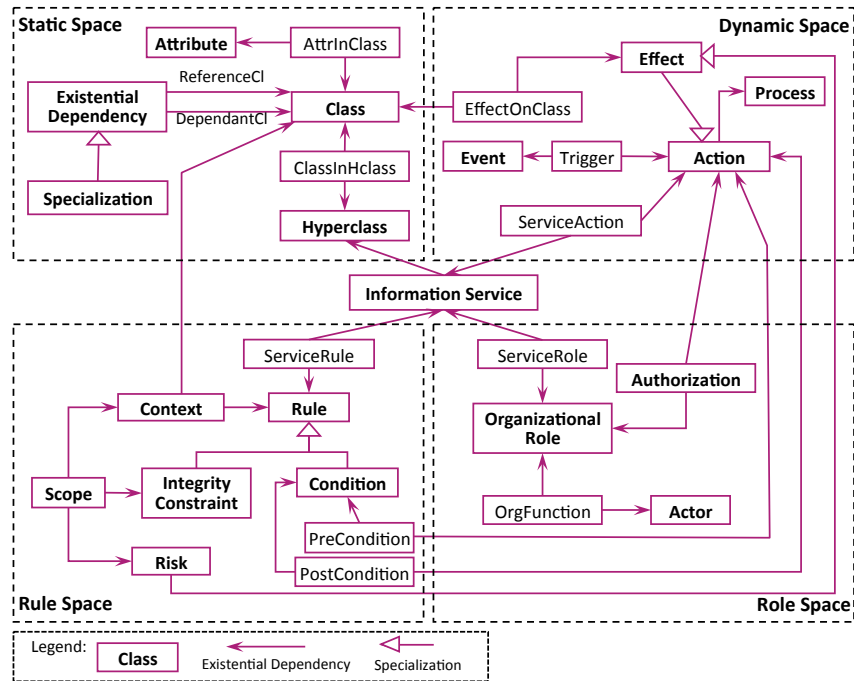 Static Space
Dynamic Space
Attribute
AttrInClass
Effect
ReferenceCl
Existential
Dependency
DependantCl
Class
EffectOnClass
Process
Event
Trigger
Action
ClassInHclass
Specialization
Hyperclass
ServiceAction
Information Service
ServiceRule
ServiceRole
Authorization
Context
Rule
Organizational
Role
Scope
Integrity
Constraint
Condition
OrgFunction
Actor
PreCondition
Risk
PostCondition
Rule Space
Role Space
Legend:
Class
Existential Dependency
Specialization